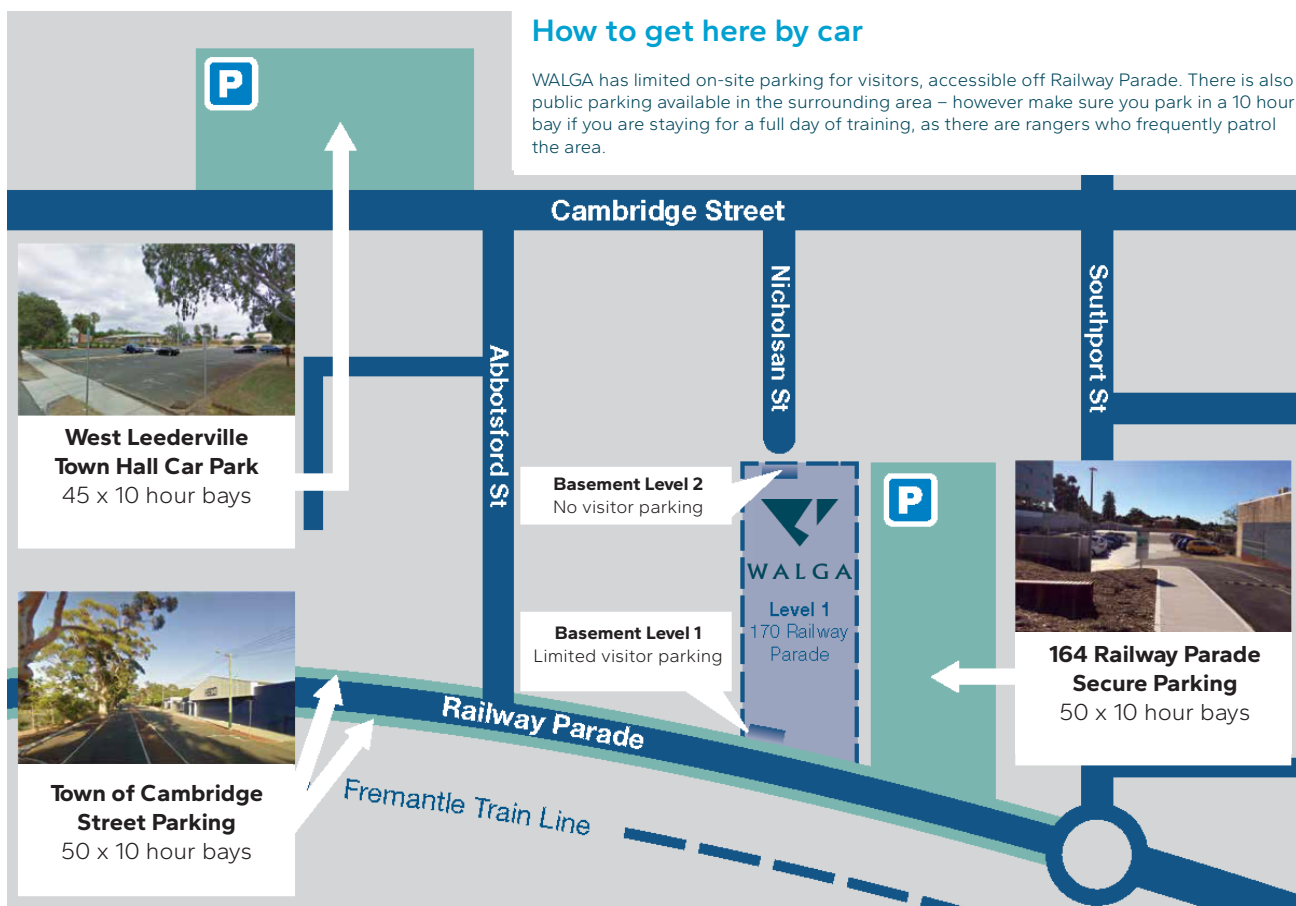 How to get here by car
WALGA has limited on-site parking for visitors, accessible off Railway Parade. There is also
public parking available in the surrounding area – however make sure you park in a 10 hour
bay if you are staying for a full day of training, as there are rangers who frequently patrol
the area.
P
Cambridge Street
West Leederville
Town Hall Car Park
45 x 10 hour bays
Abbotsford St
Nicholsan St
Southport St
Basement Level 2
No visitor parking
P
WALGA
Level 1
170 Railway
Parade
Basement Level 1
Limited visitor parking
164 Railway Parade
Secure Parking
50 x 10 hour bays
Railway Parade
Town of Cambridge
Street Parking
50 x 10 hour bays
Fremantle Train Line